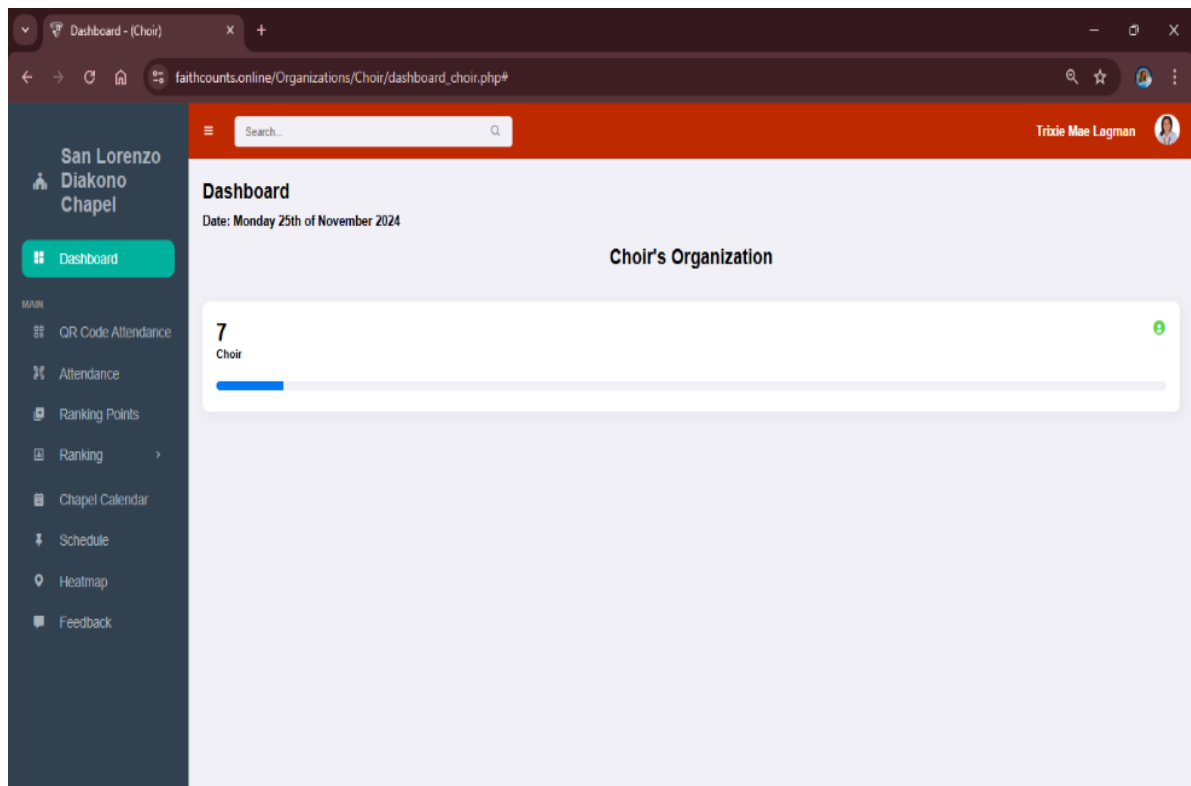 Dashboard - (Choir)
faithcounts.online/Organizations/Choir/dashboard_choir.php#
San Lorenzo
Diakono
Chapel
Search...
Trixie Mae Lagman
Dashboard
MAIN
QR Code Attendance
Attendance
Ranking Points
Ranking
Chapel Calendar
Schedule
Heatmap
Feedback
Dashboard
Date: Monday 25th of November 2024
Choir's Organization
7
Choir